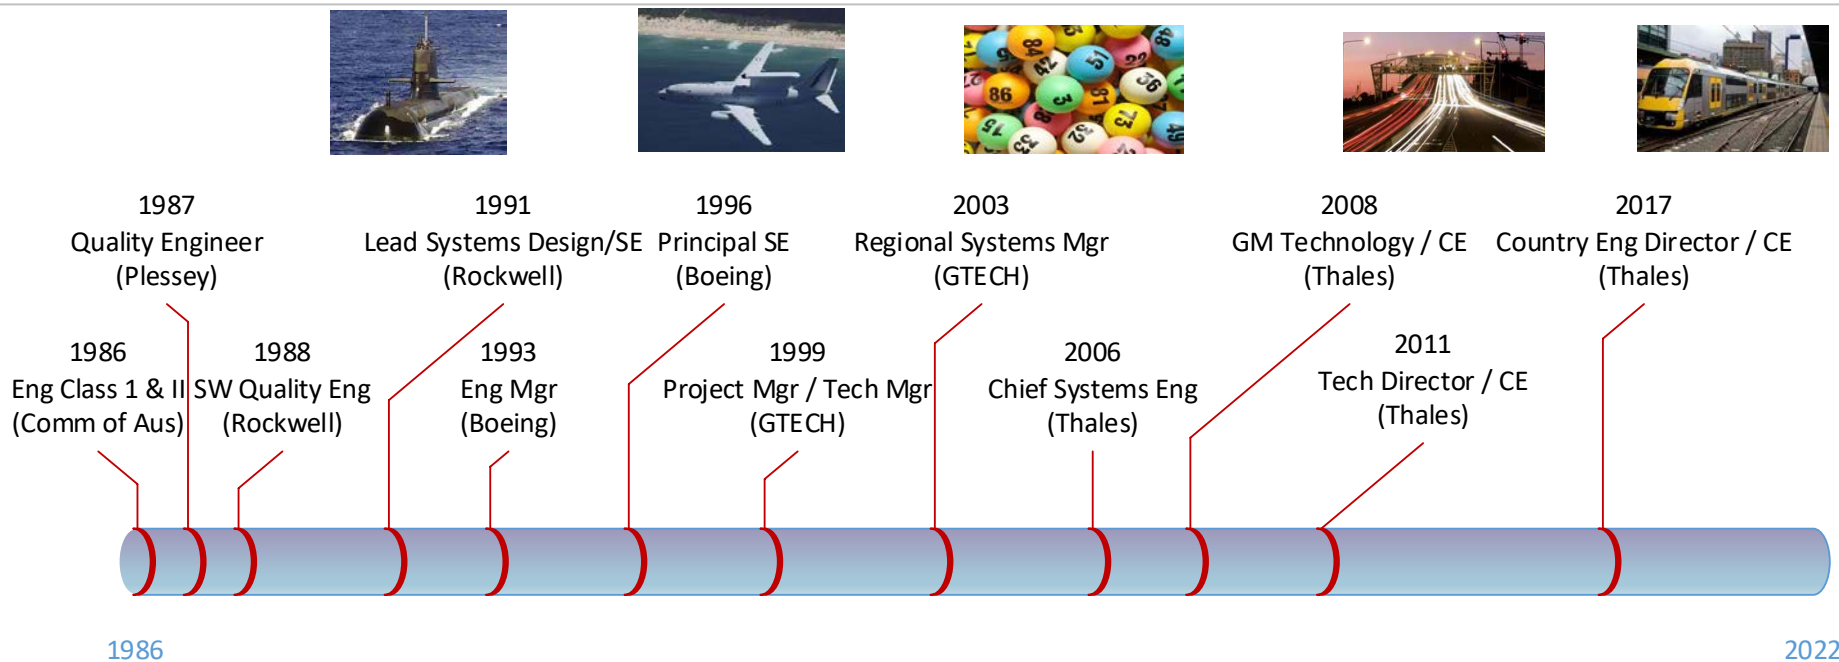 1987
Quality Engineer
(Plessey)
1991
Lead Systems Design/SE
(Rockwell)
1996
Principal SE
(Boeing)
2003
Regional Systems Mgr
(GTECH)
2008
GM Technology / CE
(Thales)
2017
Country Eng Director / CE
(Thales)
1986
Eng Class 1 & II
(Comm of Aus)
1988
SW Quality Eng
(Rockwell)
1993
Eng Mgr
(Boeing)
1999
Project Mgr / Tech Mgr
(GTECH)
2006
Chief Systems Eng
(Thales)
2011
Tech Director / CE
(Thales)
1986
2022